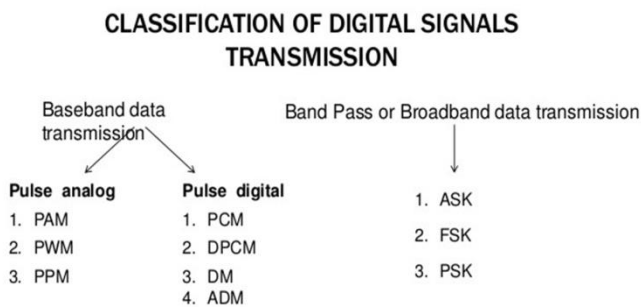 CLASSIFICATION OF DIGITAL SIGNALS
TRANSMISSION
Baseband data
transmission
Band Pass or Broadband data transmission
Pulse analog
1. PAM
2. PWM
3. PPM
Pulse digital
1. PCM
2. DPCM
3. DM
4. ADM
1. ASK
2. FSK
3. PSK